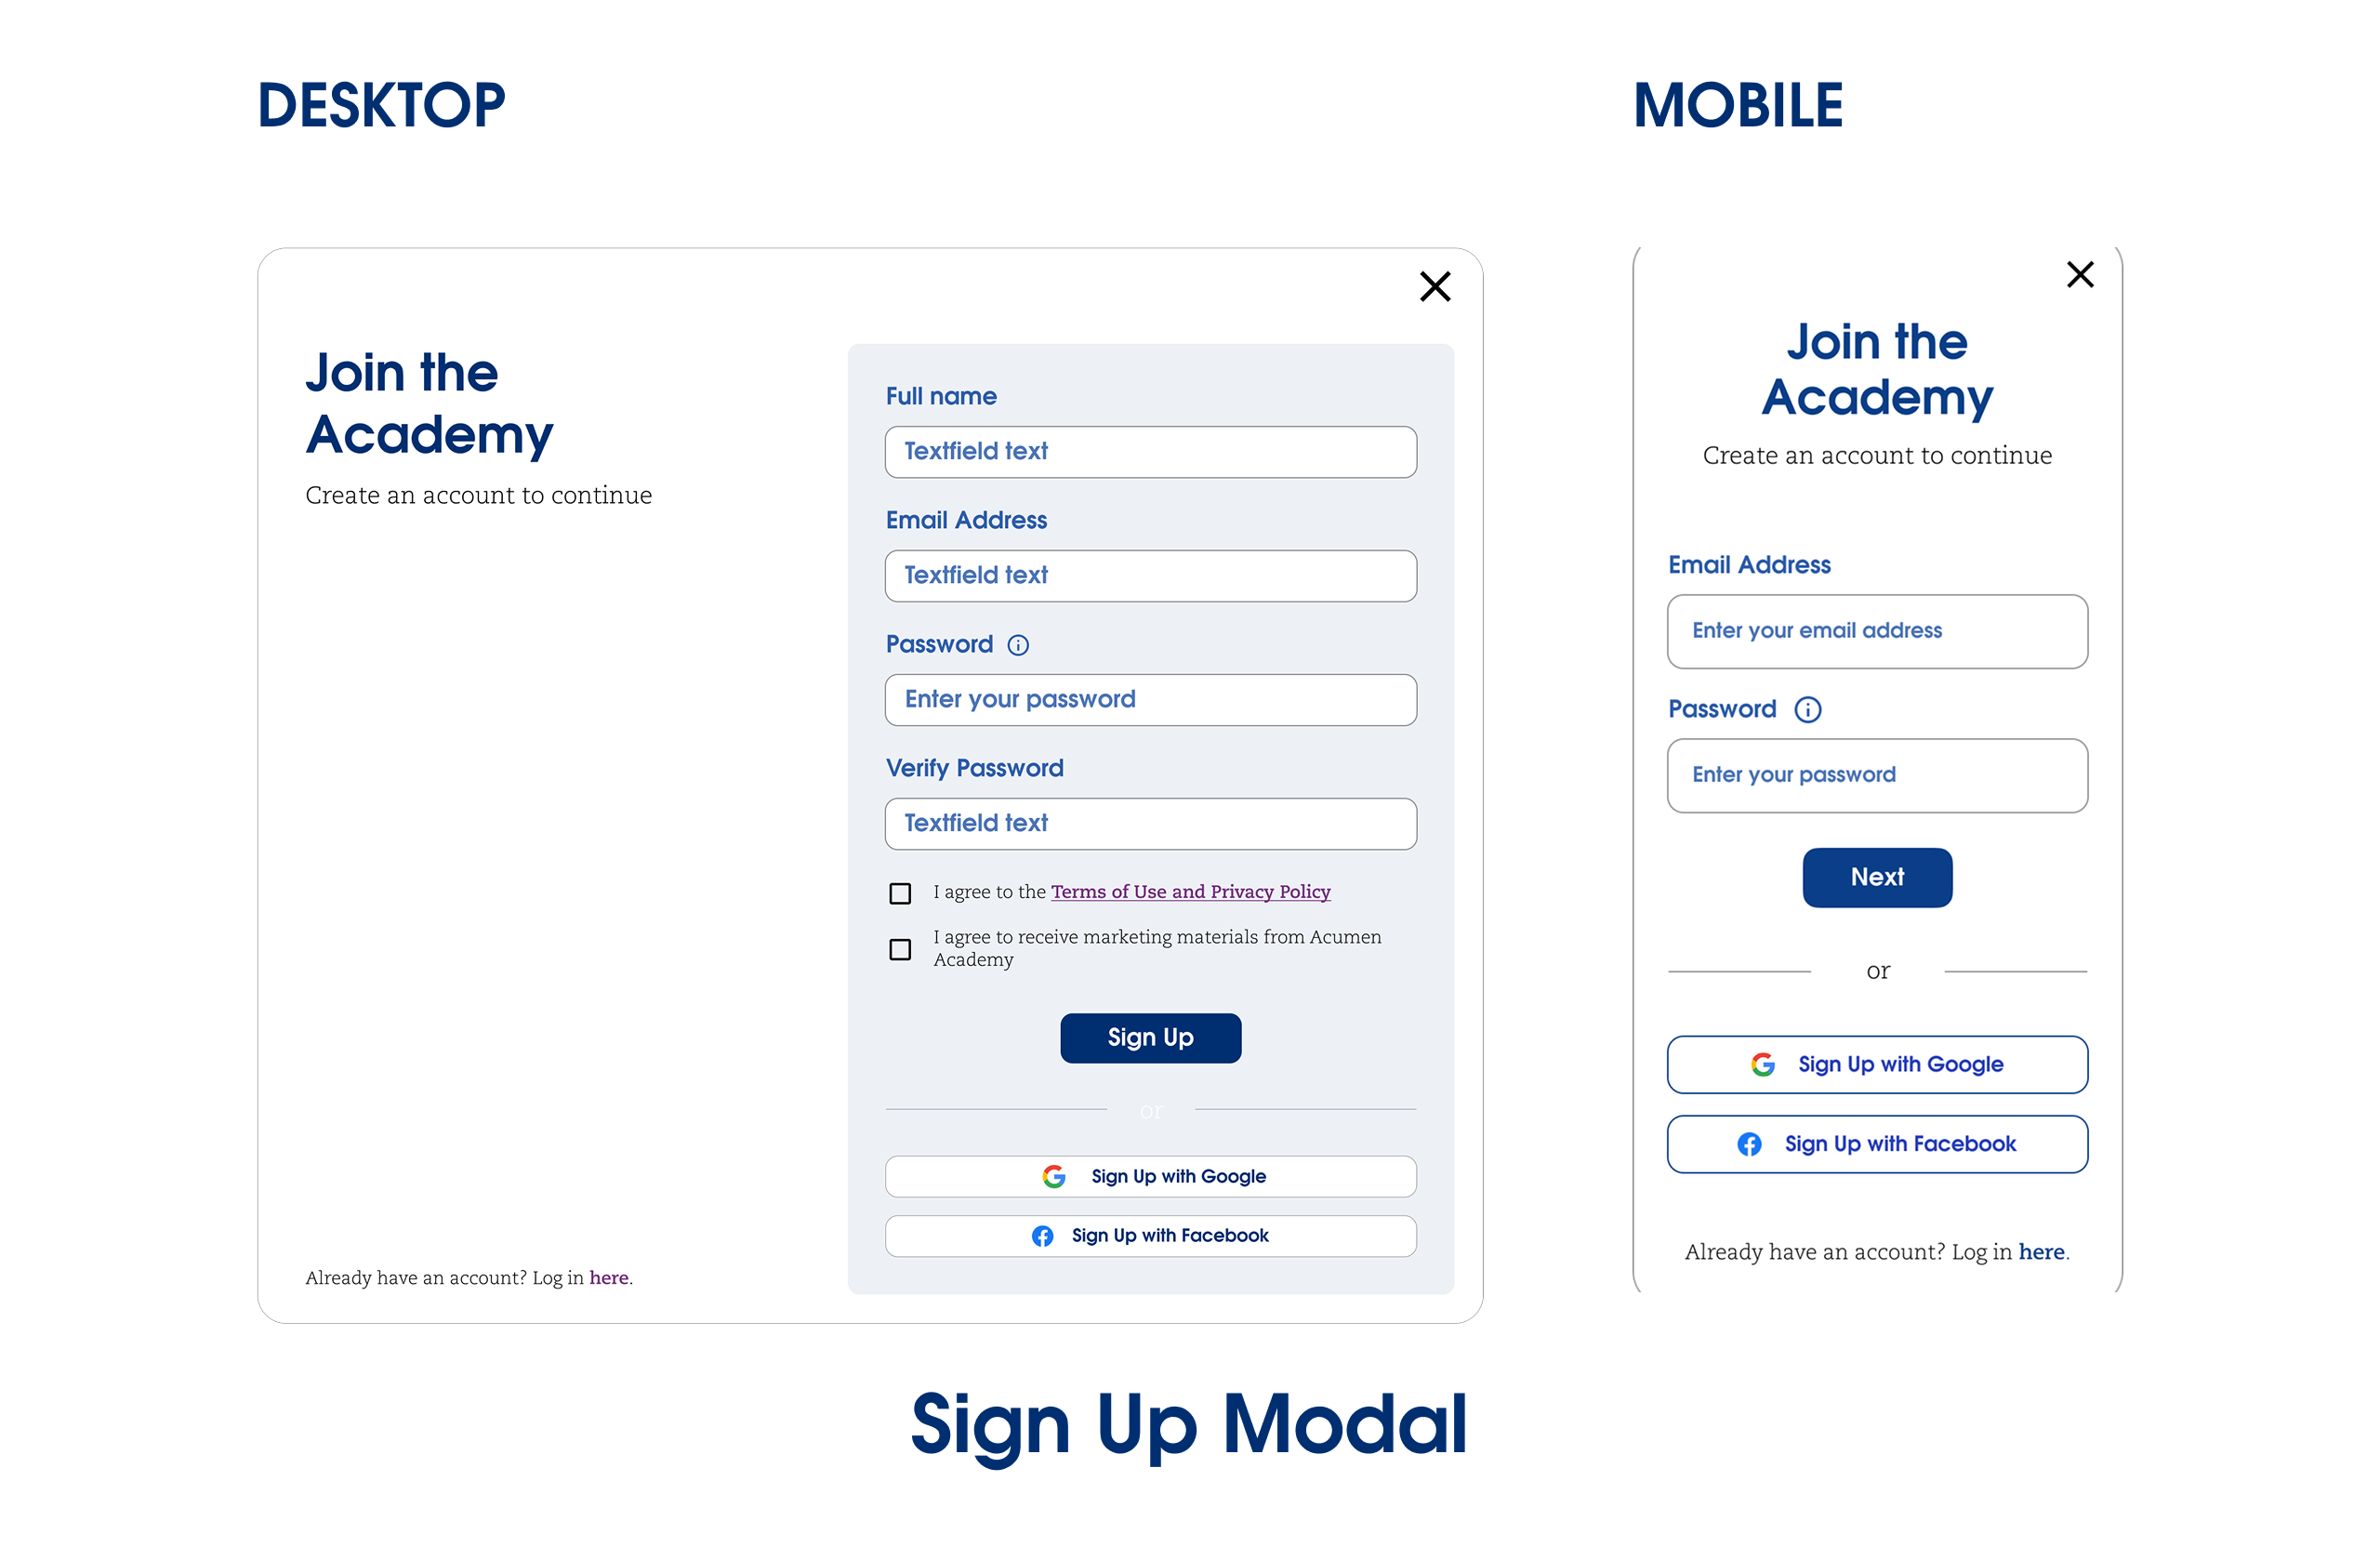 DESKTOP
MOBILE
Join the
Academy
Create an account to continue
Already have an account? Log in here.
Full name
Textfield text
Email Address
Textfield text
Password
Enter your password
Verify Password
Textfield text
I agree to the Terms of Use and Privacy Policy
I agree to receive marketing materials from Acumen
Academy
Sign Up
or
Sign Up with Google
Sign Up with Facebook
Join the
Academy
Create an account to continue
Email Address
Enter your email address
Password
Enter your password
Next
or
Sign Up with Google
Sign Up with Facebook
Already have an account? Log in here.
Sign Up Modal